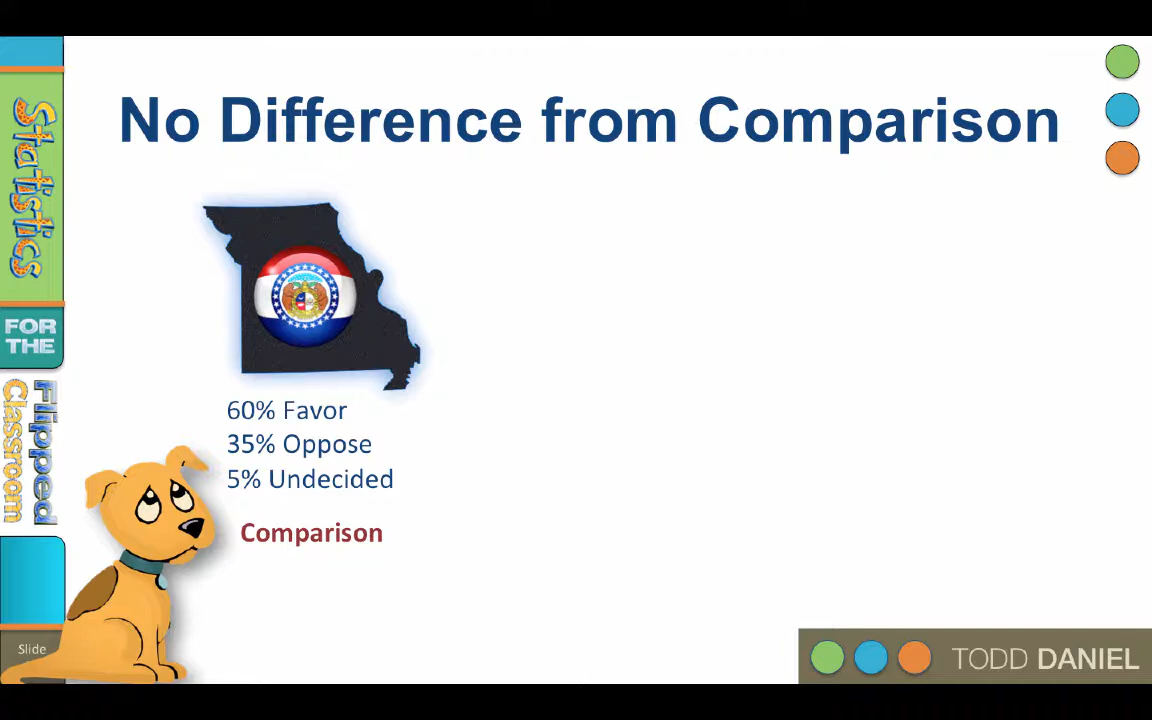 No Difference from Comparison
Statistics
FOR THE
Flipped
Classroom
60% Favor
35% Oppose
5% Undecided
Comparison
Slide
TODD DANIEL